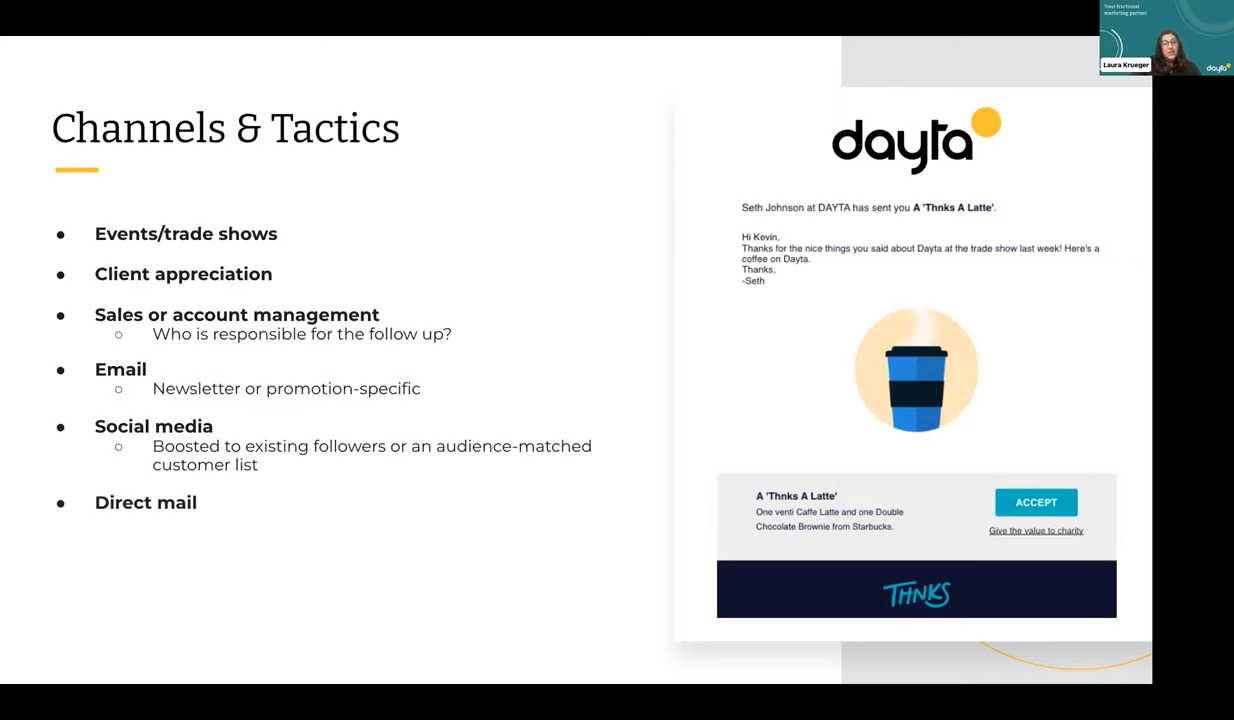 Your fractional
marketing partner
Laura Krueger
dayta
Channels & Tactics
● Events/trade shows
● Client appreciation
● Sales or account management
○ Who is responsible for the follow up?
● Email
○ Newsletter or promotion-specific
● Social media
○ Boosted to existing followers or an audience-matched
customer list
● Direct mail
dayta
Seth Johnson at DAYTA has sent you A 'Thnks A Latte'.
Hi Kevin,
Thanks for the nice things you said about Dayta at the trade show last week! Here's a
coffee on Dayta.
Thanks,
-Seth
A 'Thnks A Latte'
One venti Caffe Latte and one Double
Chocolate Brownie from Starbucks.
ACCEPT
Give the value to charity
THNKS